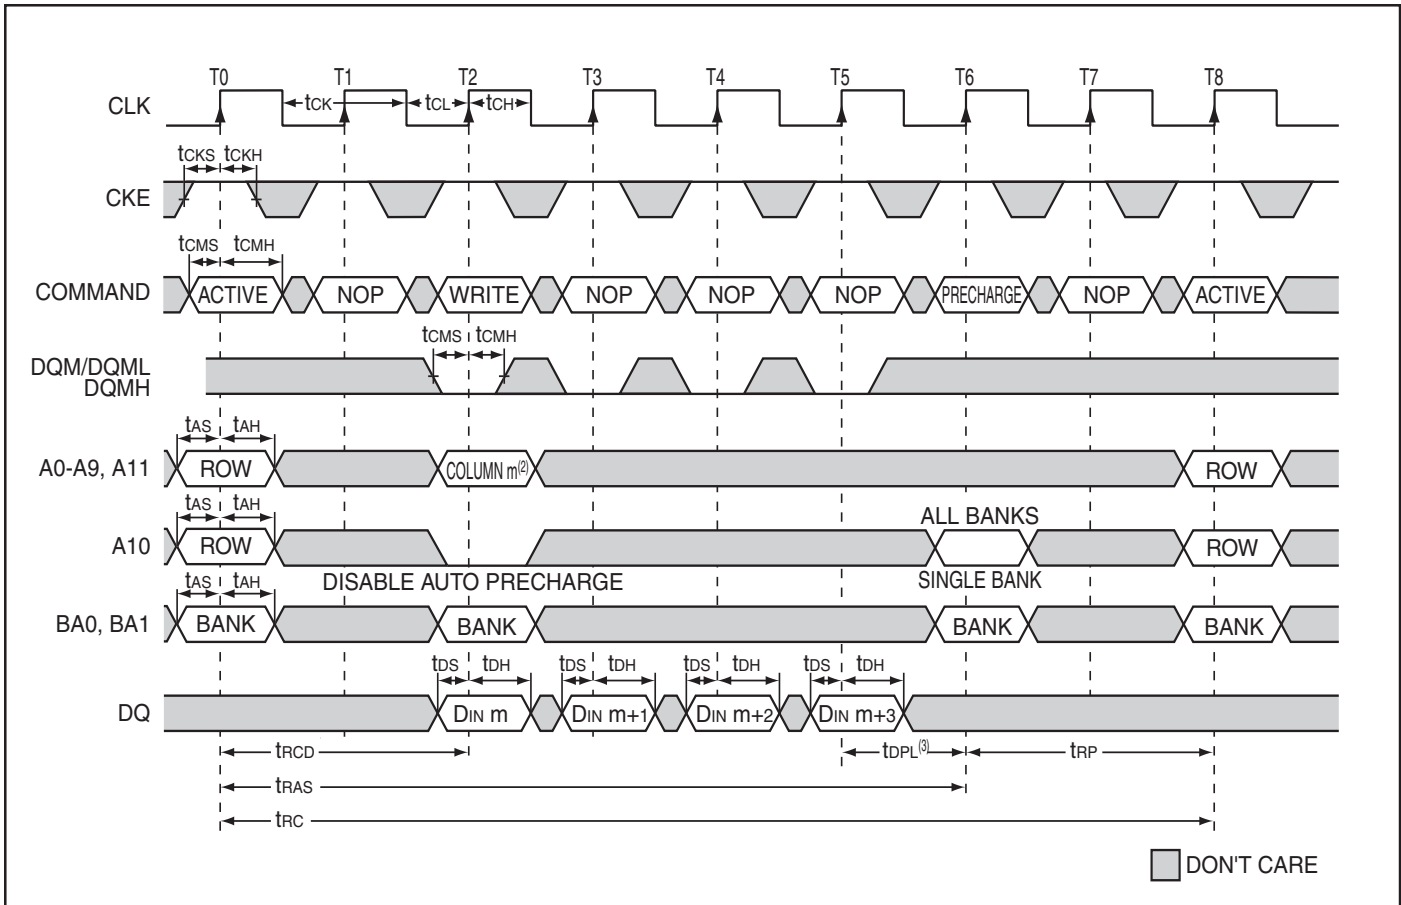 T0 T1 T2 T3 T4 T5 T6 T7 T8
CLK tCK tCL tCH
tCKS tCKH
CKE
tCMS tCMH
COMMAND ACTIVE NOP WRITE NOP NOP NOP PRECHARGE NOP ACTIVE
tCMS tCMH
DQM/DQML
DQMH
tAS tAH
A0-A9, A11 ROW COLUMN m(2) ROW
tAS tAH
ALL BANKS
A10 ROW ROW
tAS tAH DISABLE AUTO PRECHARGE SINGLE BANK
BA0, BA1 BANK BANK BANK BANK
tDS tDH tDS tDH tDS tDH tDS tDH
DQ DIN m DIN m+1 DIN m+2 DIN m+3
tRCD tDPL(3) tRP
tRAS
tRC
DON'T CARE